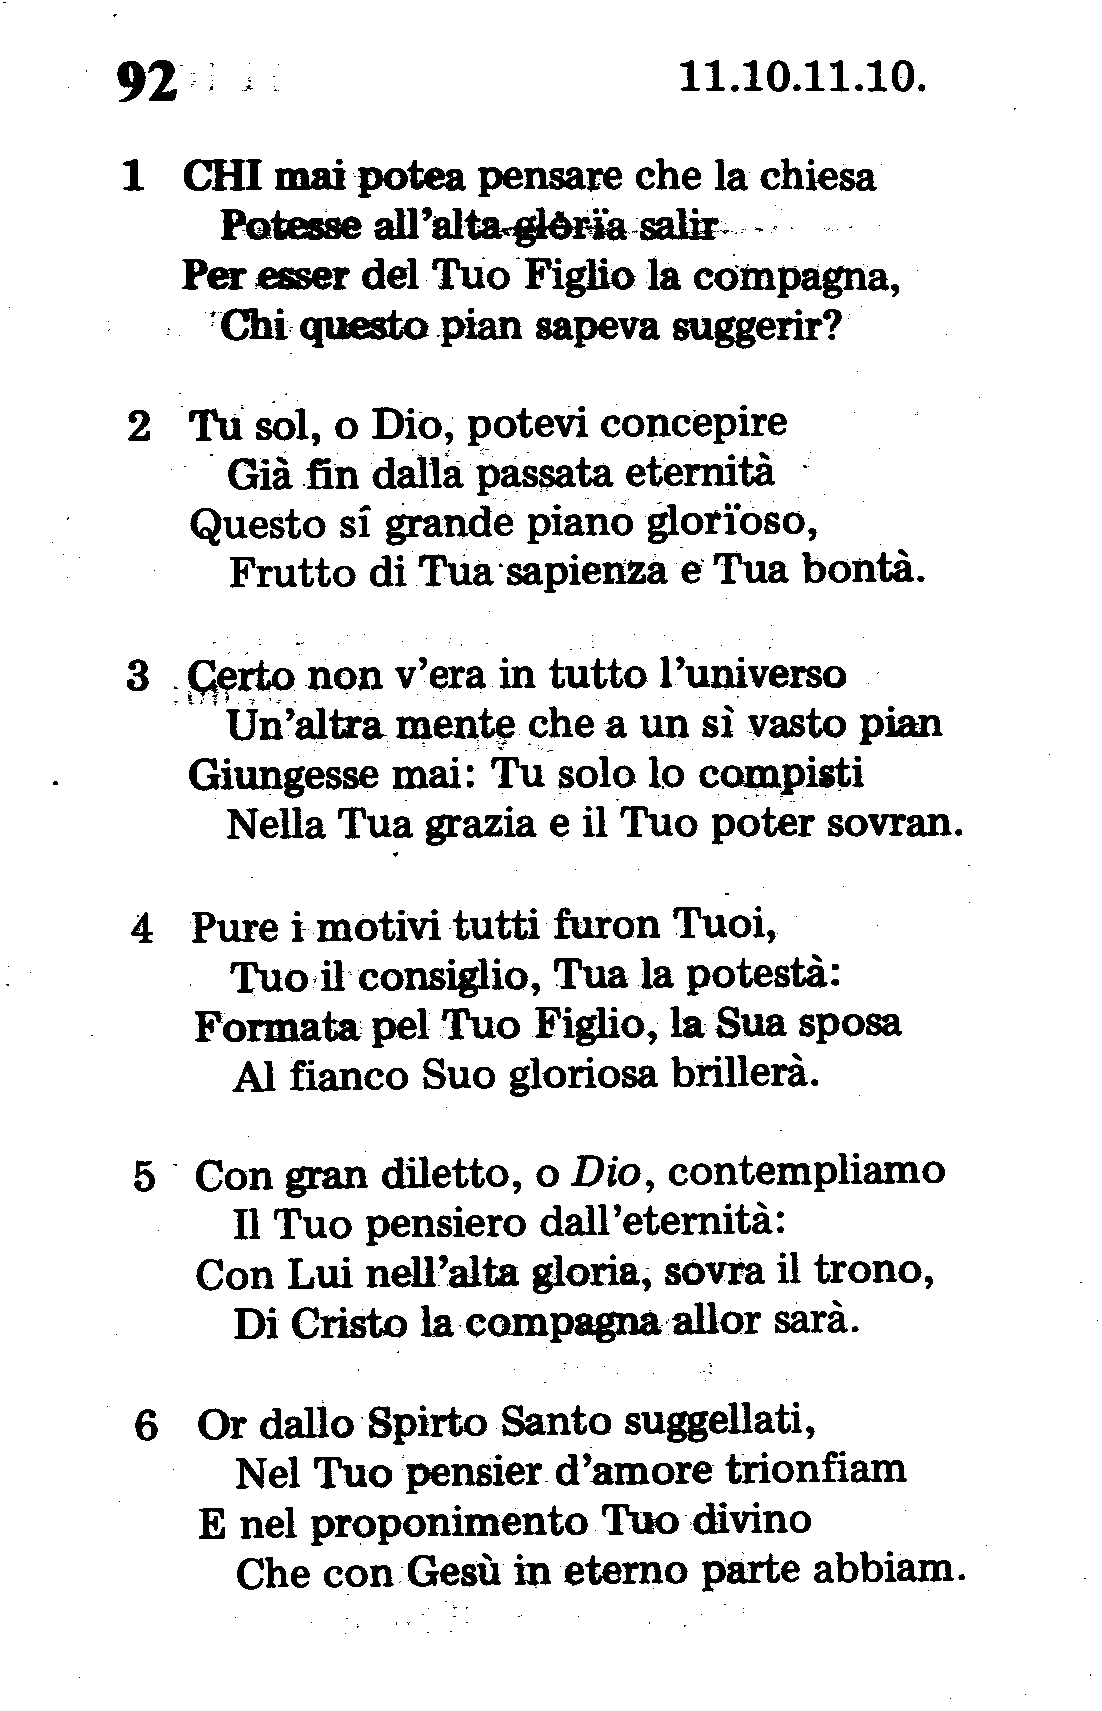 92 11.10.11.10.
1 CHI mai potea pensare che la chiesa
Potesse all'alta glorïa salir
Per esser del Tuo Figlio la compagna,
Chi questo pian sapeva suggerir?
2 Tu sol, o Dio, potevi concepire
Già fin dalla passata eternità
Questo sî grande piano glorïoso,
Frutto di Tua sapienza e Tua bontà.
3 Certo non v'era in tutto l'universo
Un'altra mente che a un sì vasto pian
Giungesse mai: Tu solo lo compisti
Nella Tua grazia e il Tuo poter sovran.
4 Pure i motivi tutti furon Tuoi,
Tuo il consiglio, Tua la potestà:
Formata pel Tuo Figlio, la Sua sposa
Al fianco Suo gloriosa brillerà.
5 Con gran diletto, o Dio, contempliamo
Il Tuo pensiero dall'eternità:
Con Lui nell'alta gloria, sovra il trono,
Di Cristo la compagna allor sarà.
6 Or dallo Spirto Santo suggellati,
Nel Tuo pensier d'amore trionfiam
E nel proponimento Tuo divino
Che con Gesù in eterno parte abbiam.